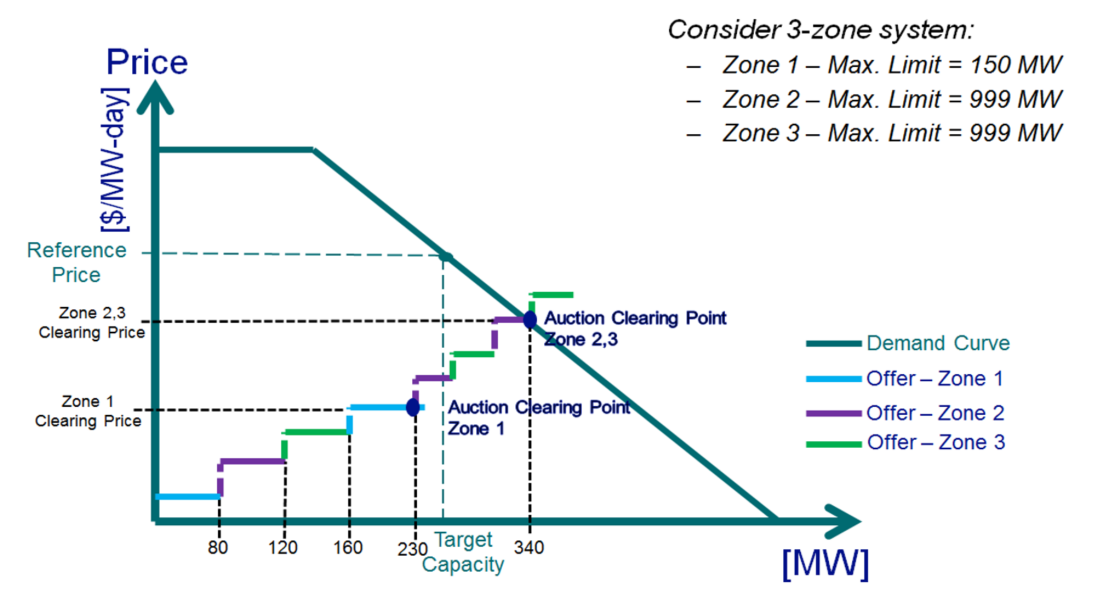 Consider 3-zone system:
– Zone 1 – Max. Limit = 150 MW
– Zone 2 – Max. Limit = 999 MW
– Zone 3 – Max. Limit = 999 MW
Price
[$/MW-day]
Reference
Price
Zone 2,3
Clearing Price
Zone 1
Clearing Price
Auction Clearing Point
Zone 2,3
Auction Clearing Point
Zone 1
Demand Curve
Offer – Zone 1
Offer – Zone 2
Offer – Zone 3
80
120
160
230
Target
Capacity
340
[MW]